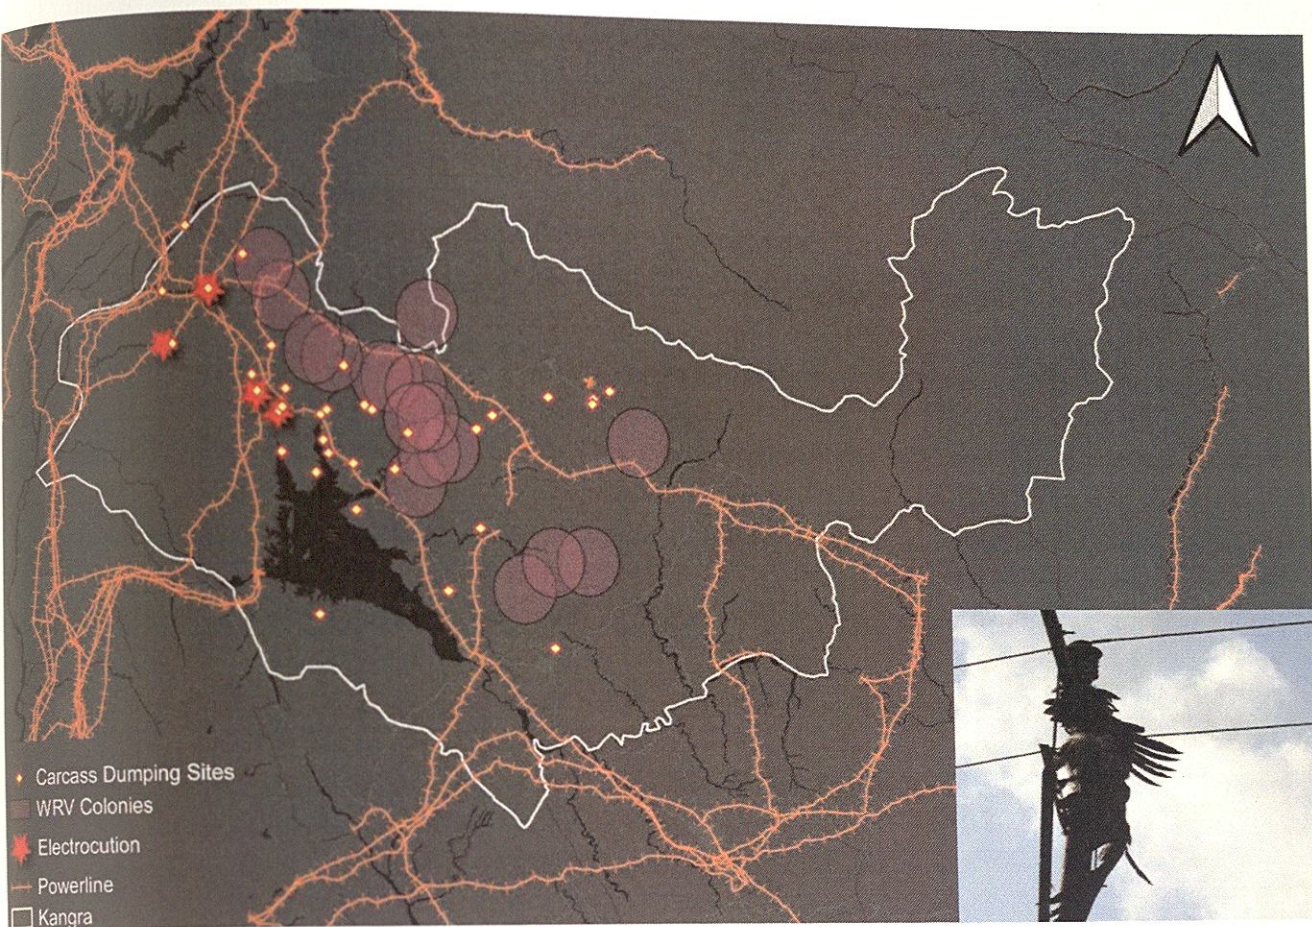 Carcass Dumping Sites
WRV Colonies
Electrocution
Powerline
Kangra